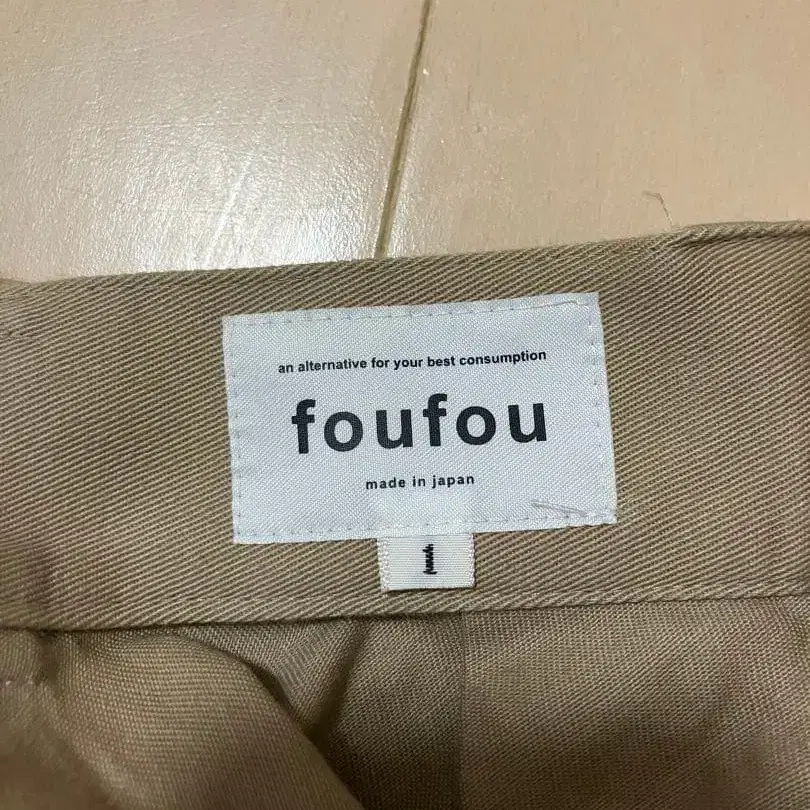 an alternative for your best consumption
foufou
made in japan
1